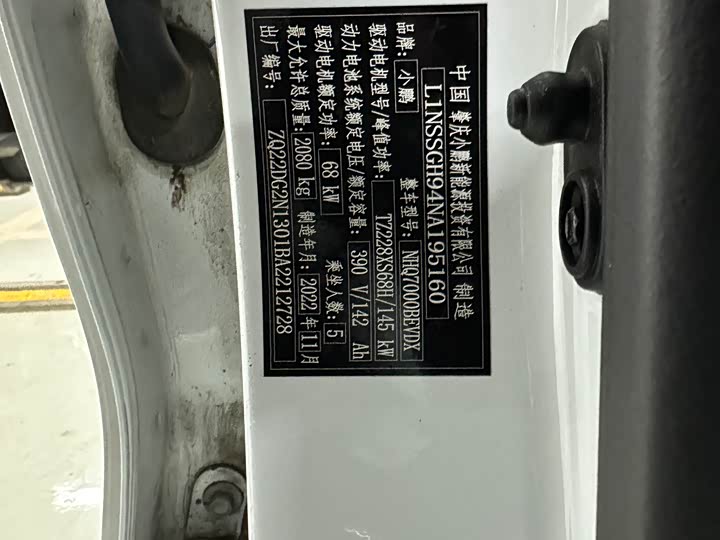 中国 肇庆小鹏新能源投资有限公司 制造
L1NSSGH94NA195160
品牌: 小鹏 整车型号: NHQ7000BEVDX
驱动电机型号/峰值功率: TZ228XS68H/145 kW
动力电池系统额定电压/额定容量: 390 V/142 Ah
驱动电机额定功率: 68 kW 乘坐人数: 5
最大允许总质量: 2080 kg 制造年月: 2022 年 11 月
出厂编号: ZQ22DG2N1301BA2212728